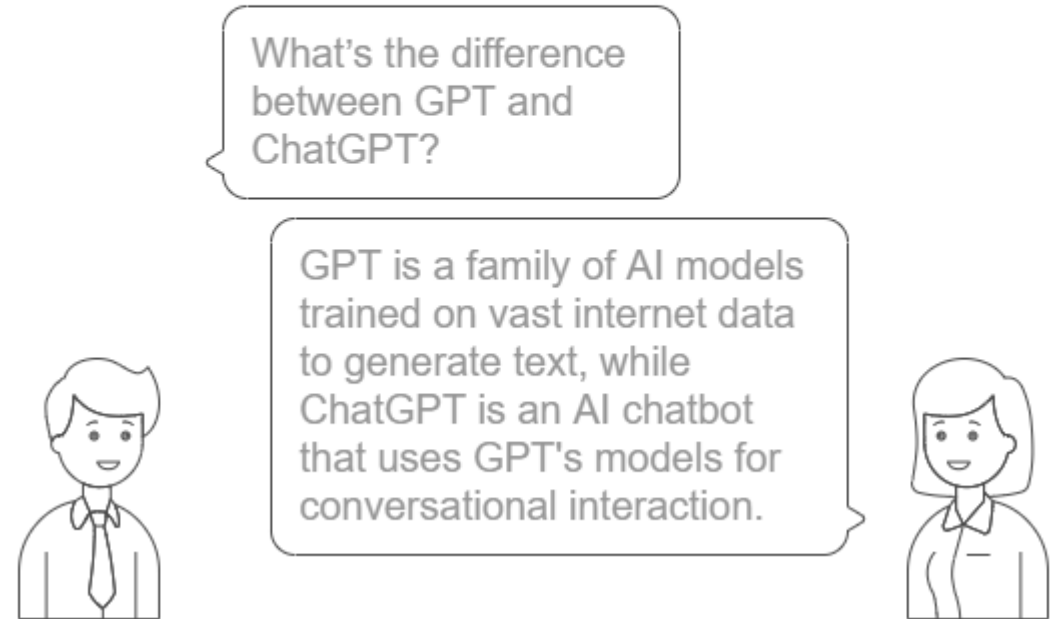 What’s the difference
between GPT and
ChatGPT?
GPT is a family of AI models
trained on vast internet data
to generate text, while
ChatGPT is an AI chatbot
that uses GPT's models for
conversational interaction.